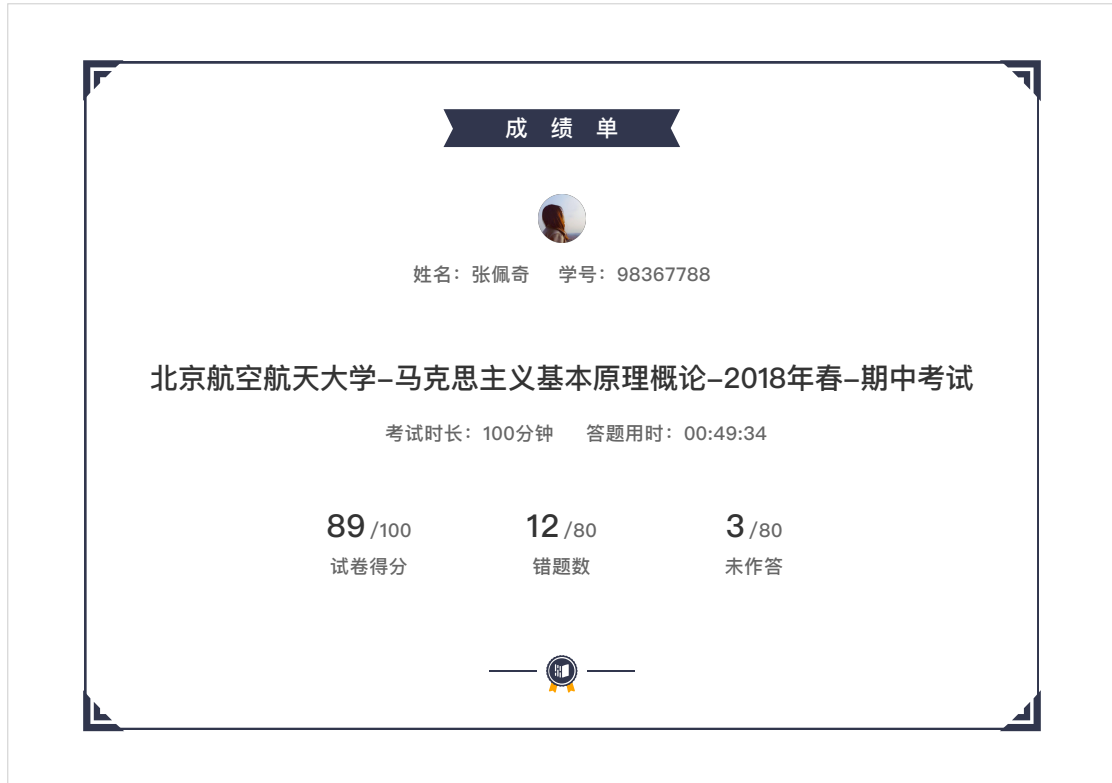 成 绩 单
姓名：张佩奇 学号：98367788
北京航空航天大学–马克思主义基本原理概论–2018年春–期中考试
考试时长：100分钟 答题用时：00:49:34
89 /100 12 /80 3 /80
试卷得分 错题数 未作答